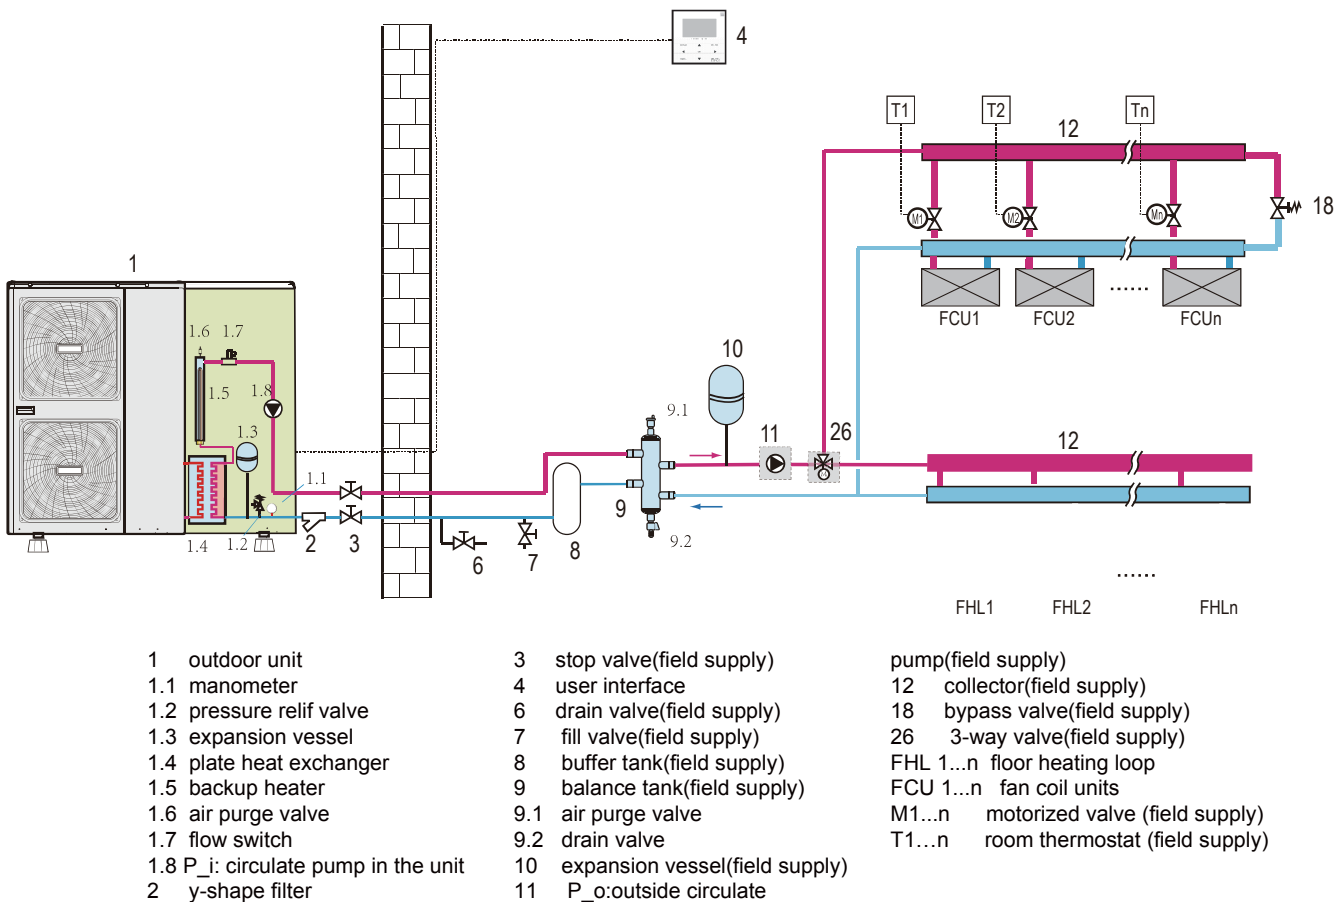 4
T1
T2
Tn
12
M1
M2
Mn
18
1
FCU1
FCU2
......
FCUn
1.6
1.7
1.5
1.8
1.3
1.1
1.4
1.2
2
3
6
7
8
9
9.1
9.2
10
11
26
12
......
FHL1
FHL2
FHLn
1 outdoor unit
1.1 manometer
1.2 pressure relif valve
1.3 expansion vessel
1.4 plate heat exchanger
1.5 backup heater
1.6 air purge valve
1.7 flow switch
1.8 P_i: circulate pump in the unit
2 y-shape filter
3 stop valve(field supply)
4 user interface
6 drain valve(field supply)
7 fill valve(field supply)
8 buffer tank(field supply)
9 balance tank(field supply)
9.1 air purge valve
9.2 drain valve
10 expansion vessel(field supply)
11 P_o:outside circulate
pump(field supply)
12 collector(field supply)
18 bypass valve(field supply)
26 3-way valve(field supply)
FHL 1...n floor heating loop
FCU 1...n fan coil units
M1...n motorized valve (field supply)
T1...n room thermostat (field supply)